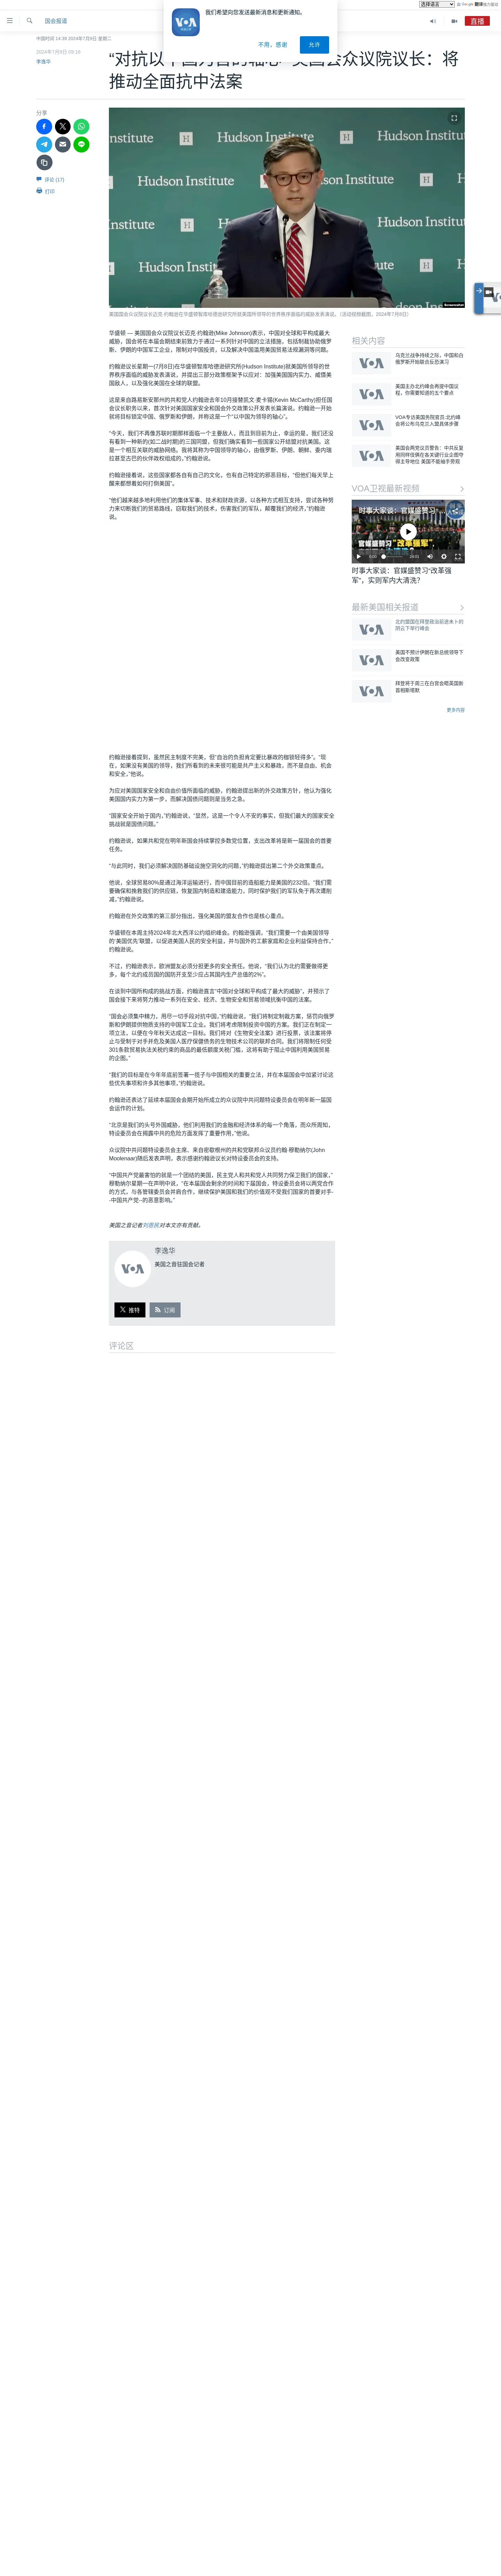 选择语言
由 Google 翻译强力驱动
国会报道
直播
我们希望向您发送最新消息和更新通知。
不用，感谢
允许
中国时间 14:39 2024年7月9日 星期二
2024年7月9日 09:16
李逸华
“对抗以中国为首的轴心” 美国会众议院议长：将
推动全面抗中法案
分享
评论 (17)
打印
Hudson Institute
Screenshot
美国国会众议院议长迈克·约翰逊在华盛顿智库哈德逊研究所就美国所领导的世界秩序面临的威胁发表演说。（活动视频截图，2024年7月8日）
华盛顿 — 美国国会众议院议长迈克·约翰逊(Mike Johnson)表示，中国对全球和平构成最大
威胁，国会将在本届会期结束前致力于通过一系列针对中国的立法措施。包括制裁协助俄罗
斯、伊朗的中国军工企业，限制对中国投资，以及解决中国滥用美国贸易法规漏洞等问题。
约翰逊议长星期一(7月8日)在华盛顿智库哈德逊研究所(Hudson Institute)就美国所领导的世
界秩序面临的威胁发表演说，并提出三部分政策框架予以应对：加强美国国内实力、威慑美
国敌人，以及强化美国在全球的联盟。
这是来自路易斯安那州的共和党人约翰逊去年10月接替凯文·麦卡锡(Kevin McCarthy)担任国
会议长职务以来，首次针对美国国家安全和国会外交政策公开发表长篇演说。约翰逊一开始
就将目标锁定中国、俄罗斯和伊朗，并称这是一个“以中国为领导的轴心”。
“今天，我们不再像苏联时期那样面临一个主要敌人，而且到目前为止，幸运的是，我们还没
有看到一种新的(如二战时期)的三国同盟，但我们确实看到一些国家公开结盟对抗美国。这
是一个相互关联的威胁网络。我将其称为中国领导的轴心，由俄罗斯、伊朗、朝鲜、委内瑞
拉甚至古巴的伙伴政权组成的，”约翰逊说。
约翰逊接着说，这些国家都各自有自己的文化，也有自己特定的邪恶目标，“但他们每天早上
醒来都想着如何打倒美国”。
“他们越来越多地利用他们的集体军事、技术和财政资源，以各种方式相互支持，尝试各种努
力来切断我们的贸易路线，窃取我们的技术，伤害我们的军队，颠覆我们的经济，”约翰逊
说。
约翰逊接着提到，虽然民主制度不完美，但“自治的负担肯定要比暴政的枷锁轻得多”。“现
在，如果没有美国的领导，我们所看到的未来很可能是共产主义和暴政，而不是自由、机会
和安全，”他说。
为应对美国国家安全和自由价值所面临的威胁，约翰逊提出新的外交政策方针，他认为强化
美国国内实力为第一步，而解决国债问题则是当务之急。
“国家安全开始于国内，”约翰逊说，“显然，这是一个令人不安的事实，但我们最大的国家安全
挑战就是国债问题。”
约翰逊说，如果共和党在明年新国会持续掌控多数党位置，支出改革将是新一届国会的首要
任务。
“与此同时，我们必须解决国防基础设施空洞化的问题，”约翰逊提出第二个外交政策重点。
他说，全球贸易80%是通过海洋运输进行，而中国目前的造船能力是美国的232倍。“我们需
要确保和挽救我们的供应链，恢复国内制造和建造能力，同时保护我们的军队免于再次遭削
减，”约翰逊说。
约翰逊在外交政策的第三部分指出，强化美国的盟友合作也是核心重点。
华盛顿在本周主持2024年北大西洋公约组织峰会。约翰逊强调，“我们需要一个由美国领导
的‘美国优先’联盟，以促进美国人民的安全利益，并与国外的工薪家庭和企业利益保持合作，”
约翰逊说。
不过，约翰逊表示，欧洲盟友必须分担更多的安全责任。他说，“我们认为北约需要做得更
多，每个北约成员国的国防开支至少应占其国内生产总值的2%”。
在谈到中国所构成的挑战方面，约翰逊直言“中国对全球和平构成了最大的威胁”，并预示了
国会接下来将努力推动一系列在安全、经济、生物安全和贸易领域抗衡中国的法案。
“国会必须集中精力，用尽一切手段对抗中国，”约翰逊说，“我们将制定制裁方案，惩罚向俄罗
斯和伊朗提供物质支持的中国军工企业。我们将考虑限制投资中国的方案。我们正在制定一
项立法，以便在今年秋天达成这一目标。我们将对《生物安全法案》进行投票，该法案将停
止与受制于对手并危及美国人医疗保健债务的生物技术公司的联邦合同。我们将限制任何受
301条款贸易执法关税约束的商品的最低额度关税门槛，这将有助于阻止中国利用美国贸易
的企图。”
“我们的目标是在今年年底前签署一揽子与中国相关的重要立法，并在本届国会中加紧讨论这
些优先事项和许多其他事项，”约翰逊说。
约翰逊还表达了延续本届国会会期开始所成立的众议院中共问题特设委员会在明年新一届国
会运作的计划。
“北京是我们的头号外国威胁，他们利用我们的金融和经济体系的每一个角落，而众所周知，
特设委员会在揭露中共的危险方面发挥了重要作用，”他说。
众议院中共问题特设委员会主席、来自密歇根州的共和党联邦众议员约翰·穆勒纳尔(John
Moolenaar)随后发表声明，表示感谢约翰逊议长对特设委员会的支持。
“中国共产党最害怕的就是一个团结的美国，民主党人和共和党人共同努力保卫我们的国家，”
穆勒纳尔星期一在声明中说，“在本届国会剩余的时间和下届国会，特设委员会将以两党合作
的方式，与各管辖委员会并肩合作，继续保护美国和我们的价值观不受我们国家的首要对手-
-中国共产党--的恶意影响。”
美国之音记者刘恩民对本文亦有贡献。
李逸华
VOA
美国之音驻国会记者
推特
订阅
评论区
相关内容
乌克兰战争持续之际，中国和白
俄罗斯开始联合反恐演习
美国主办北约峰会再提中国议
程，你需要知道的五个要点
VOA专访美国务院官员:北约峰
会将公布乌克兰入盟具体步骤
美国会两党议员警告：中共反复
用同样伎俩在各关键行业企图夺
得主导地位 美国不能袖手旁观
VOA卫视最新视频
时事大家谈：官媒盛赞习“...
官媒盛赞习“改革强军”
0:00
时事大家谈：官媒盛赞习“改革强
军”，实则军内大清洗？
最新美国相关报道
北约盟国在拜登政治前途未卜的
阴云下举行峰会
美国不预计伊朗在新总统领导下
会改变政策
拜登将于周三在白宫会晤英国新
首相斯塔默
更多内容